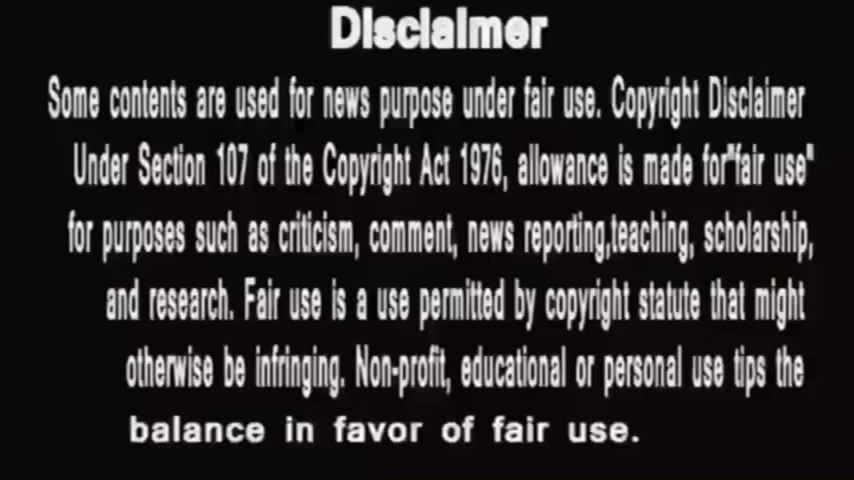 Disclaimer
Some contents are used for news purpose under fair use. Copyright Disclaimer
Under Section 107 of the Copyright Act 1976, allowance is made for"fair use"
for purposes such as criticism, comment, news reporting,teaching, scholarship,
and research. Fair use is a use permitted by copyright statute that might
otherwise be infringing. Non-profit, educational or personal use tips the
balance in favor of fair use.